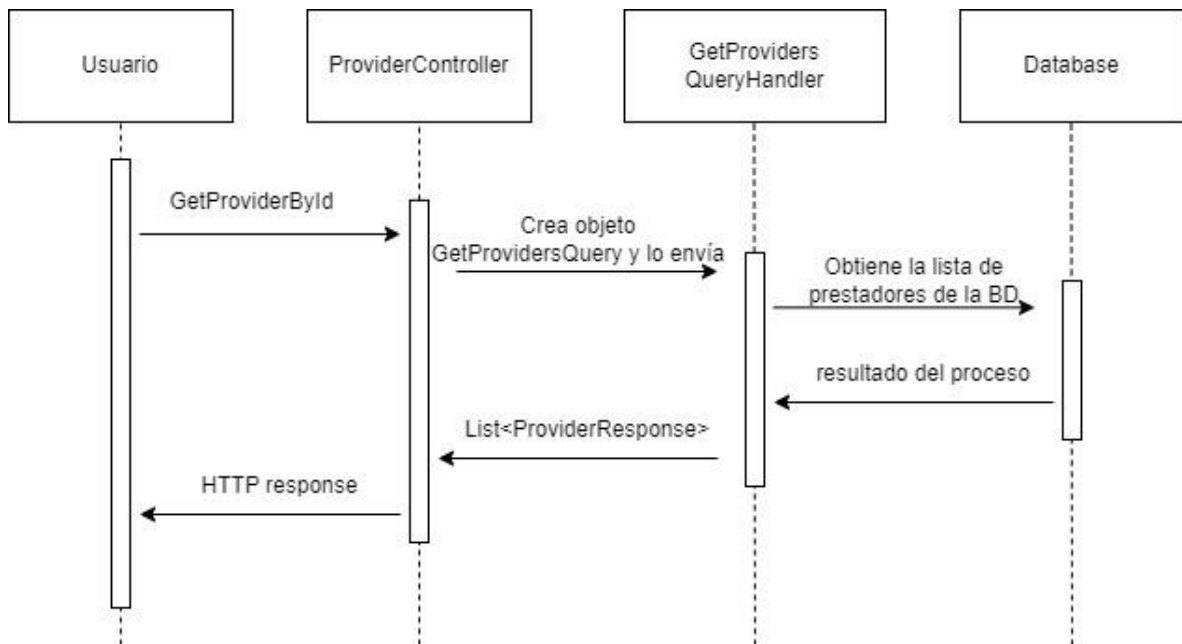 Usuario
ProviderController
GetProviders
QueryHandler
Database
GetProviderById
Crea objeto
GetProvidersQuery y lo envía
Obtiene la lista de
prestadores de la BD
resultado del proceso
List<ProviderResponse>
HTTP response